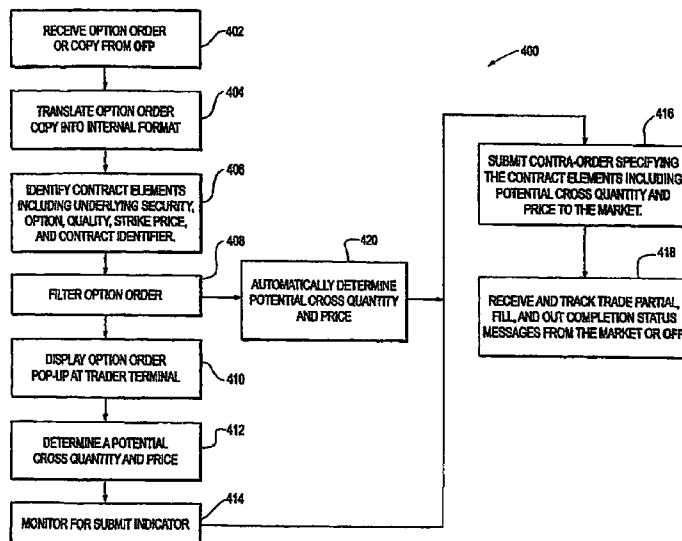 RECEIVE OPTION ORDER
OR COPY FROM OFP
402
400
TRANSLATE OPTION ORDER
COPY INTO INTERNAL FORMAT
404
IDENTIFY CONTRACT ELEMENTS
INCLUDING UNDERLYING SECURITY,
OPTION, QUALITY, STRIKE PRICE,
AND CONTRACT IDENTIFIER.
406
FILTER OPTION ORDER
408
AUTOMATICALLY DETERMINE
POTENTIAL CROSS QUANTITY
AND PRICE
420
DISPLAY OPTION ORDER
POP-UP AT TRADER TERMINAL
410
DETERMINE A POTENTIAL
CROSS QUANTITY AND PRICE
412
MONITOR FOR SUBMIT INDICATOR
414
SUBMIT CONTRA-ORDER SPECIFYING
THE CONTRACT ELEMENTS INCLUDING
POTENTIAL CROSS QUANTITY AND
PRICE TO THE MARKET.
416
RECEIVE AND TRACK TRADE PARTIAL,
FILL, AND OUT COMPLETION STATUS
MESSAGES FROM THE MARKET OR OFP
418